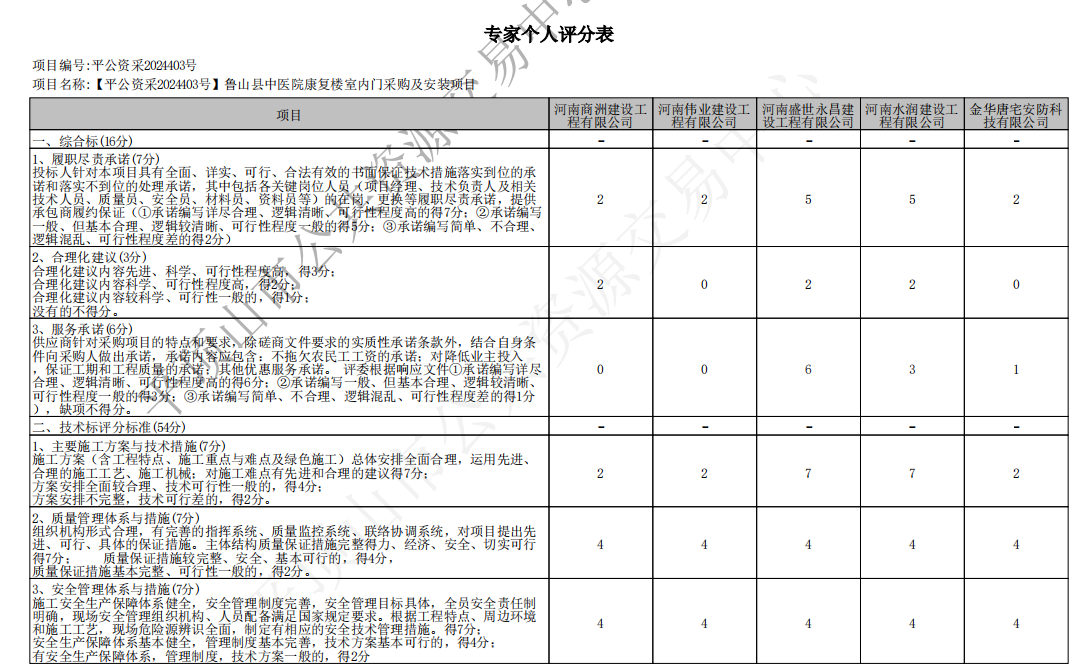 专家个人评分表
项目编号:平公资采2024403号
项目名称:【平公资采2024403号】鲁山县中医院康复楼室内门采购及安装项目
项目
河南商洲建设工
程有限公司
河南伟业建设工
程有限公司
河南盛世永昌建
设工程有限公司
河南水润建设工
程有限公司
金华唐宅安防科
技有限公司
一、综合标(16分)
- - - - -
1、履职尽责承诺(7分)
投标人针对本项目具有全面、详实、可行、合法有效的书面保证技术措施落实到位的承
诺和落实不到位的处理承诺，其中包括各关键岗位人员（项目经理、技术负责人及相关
技术人员、质量员、安全员、材料员、资料员等）的在岗、更换等履职尽责承诺，提供
承包商履约保证（①承诺编写详尽合理、逻辑清晰、可行性程度高的得7分；②承诺编写
一般、但基本合理、逻辑较清晰、可行性程度一般的得5分；③承诺编写简单、不合理、
逻辑混乱、可行性程度差的得2分）
2 2 5 5 2
2、合理化建议(3分)
合理化建议内容先进、科学、可行性程度高，得3分；
合理化建议内容科学、可行性程度高，得2分；
合理化建议内容较科学、可行性一般的，得1分；
没有的不得分。
2 0 2 2 0
3、服务承诺(6分)
供应商针对采购项目的特点和要求，除磋商文件要求的实质性承诺条款外，结合自身条
件向采购人做出承诺，承诺内容应包含：不拖欠农民工工资的承诺；对降低业主投入
，保证工期和工程质量的承诺；其他优惠服务承诺。 评委根据响应文件①承诺编写详尽
合理、逻辑清晰、可行性程度高的得6分；②承诺编写一般、但基本合理、逻辑较清晰、
可行性程度一般的得3分；③承诺编写简单、不合理、逻辑混乱、可行性程度差的得1分
），缺项不得分。
0 0 6 3 1
二、技术标评分标准(54分)
- - - - -
1、主要施工方案与技术措施(7分)
施工方案（含工程特点、施工重点与难点及绿色施工）总体安排全面合理，运用先进、
合理的施工工艺、施工机械；对施工难点有先进和合理的建议得7分；
方案安排全面较合理、技术可行性一般的，得4分；
方案安排不完整，技术可行差的，得2分。
2 2 7 7 2
2、质量管理体系与措施(7分)
组织机构形式合理，有完善的指挥系统、质量监控系统、联络协调系统，对项目提出先
进、可行、具体的保证措施。主体结构质量保证措施完整得力、经济、安全、切实可行
得7分； 质量保证措施较完整、安全、基本可行的，得4分，
质量保证措施基本完整、可行性一般的，得2分。
4 4 4 4 4
3、安全管理体系与措施(7分)
施工安全生产保障体系健全，安全管理制度完善，安全管理目标具体，全员安全责任制
明确，现场安全管理组织机构、人员配备满足国家规定要求。根据工程特点、周边环境
和施工工艺，现场危险源辨识全面，制定有相应的安全技术管理措施。得7分；
安全生产保障体系基本健全，管理制度基本完善，技术方案基本可行的，得4分；
有安全生产保障体系，管理制度，技术方案一般的，得2分
4 4 4 4 4
平顶山市公共资源交易中心